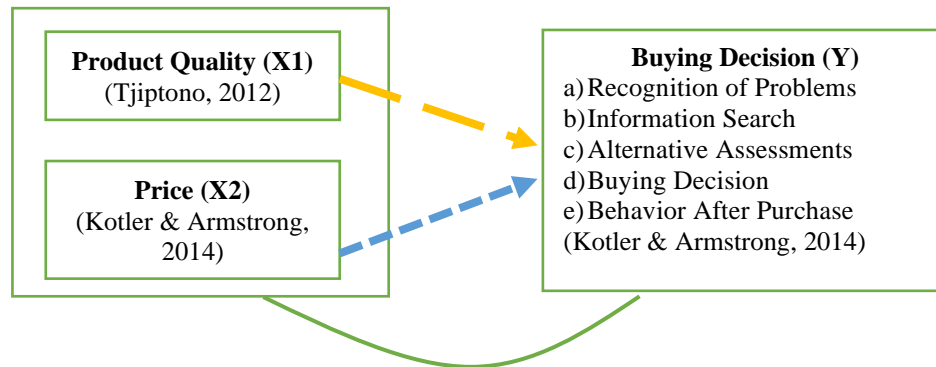 Product Quality (X1)
(Tjiptono, 2012)
Price (X2)
(Kotler & Armstrong,
2014)
Buying Decision (Y)
a) Recognition of Problems
b) Information Search
c) Alternative Assessments
d) Buying Decision
e) Behavior After Purchase
(Kotler & Armstrong, 2014)